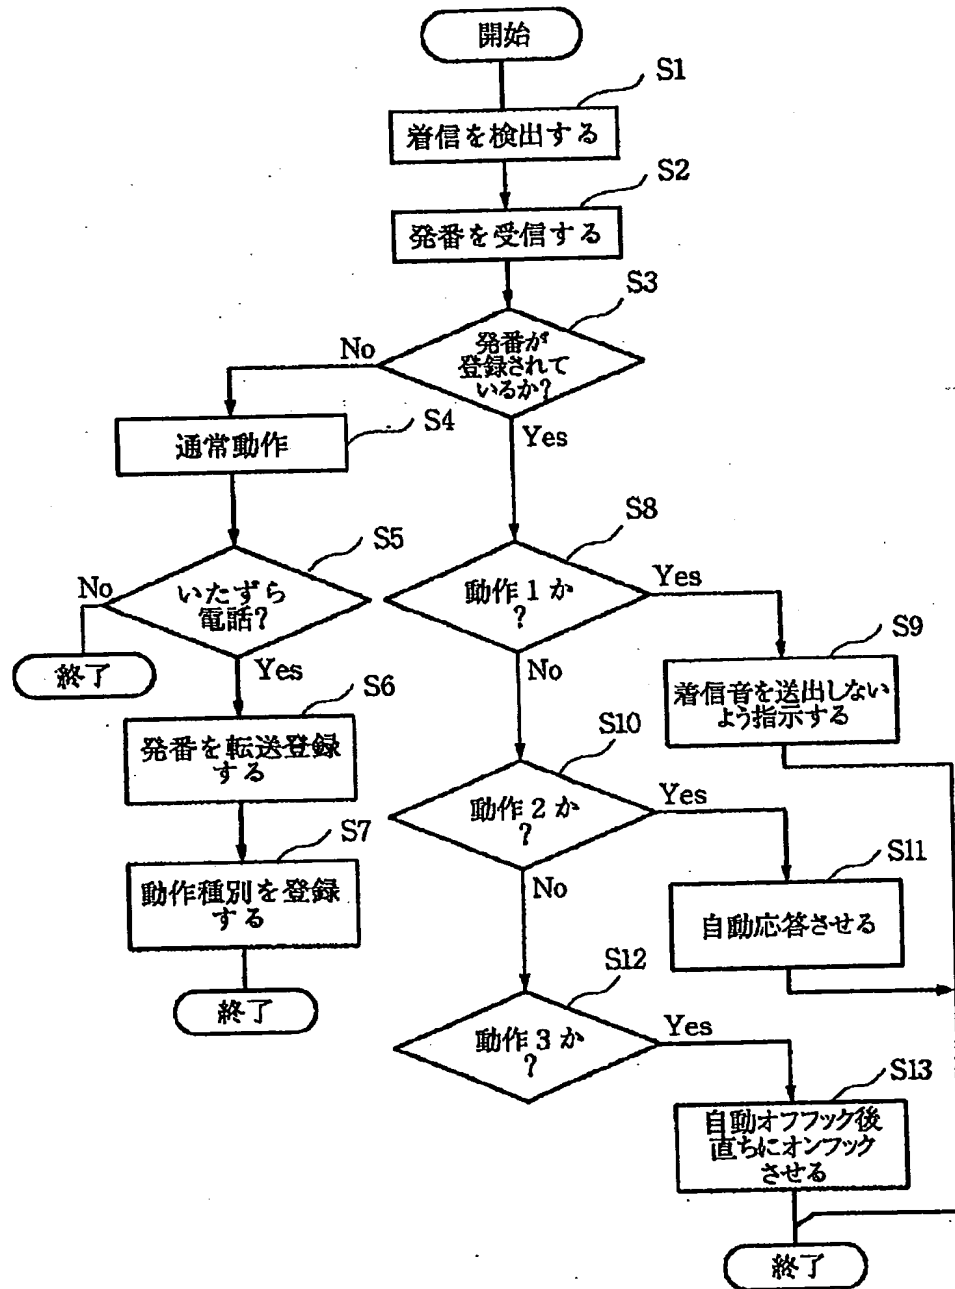 開始
S1
着信を検出する
S2
発番を受信する
S3
発番が
登録されて
いるか?
No
Yes
S4
通常動作
S5
いたずら
電話?
No
終了
Yes
S6
発番を転送登録
する
S7
動作種別を登録
する
終了
S8
動作1か
?
Yes
No
S9
着信音を送出しない
よう指示する
S10
動作2か
?
Yes
No
S11
自動応答させる
S12
動作3か
?
Yes
S13
自動オフフック後
直ちにオンフック
させる
終了